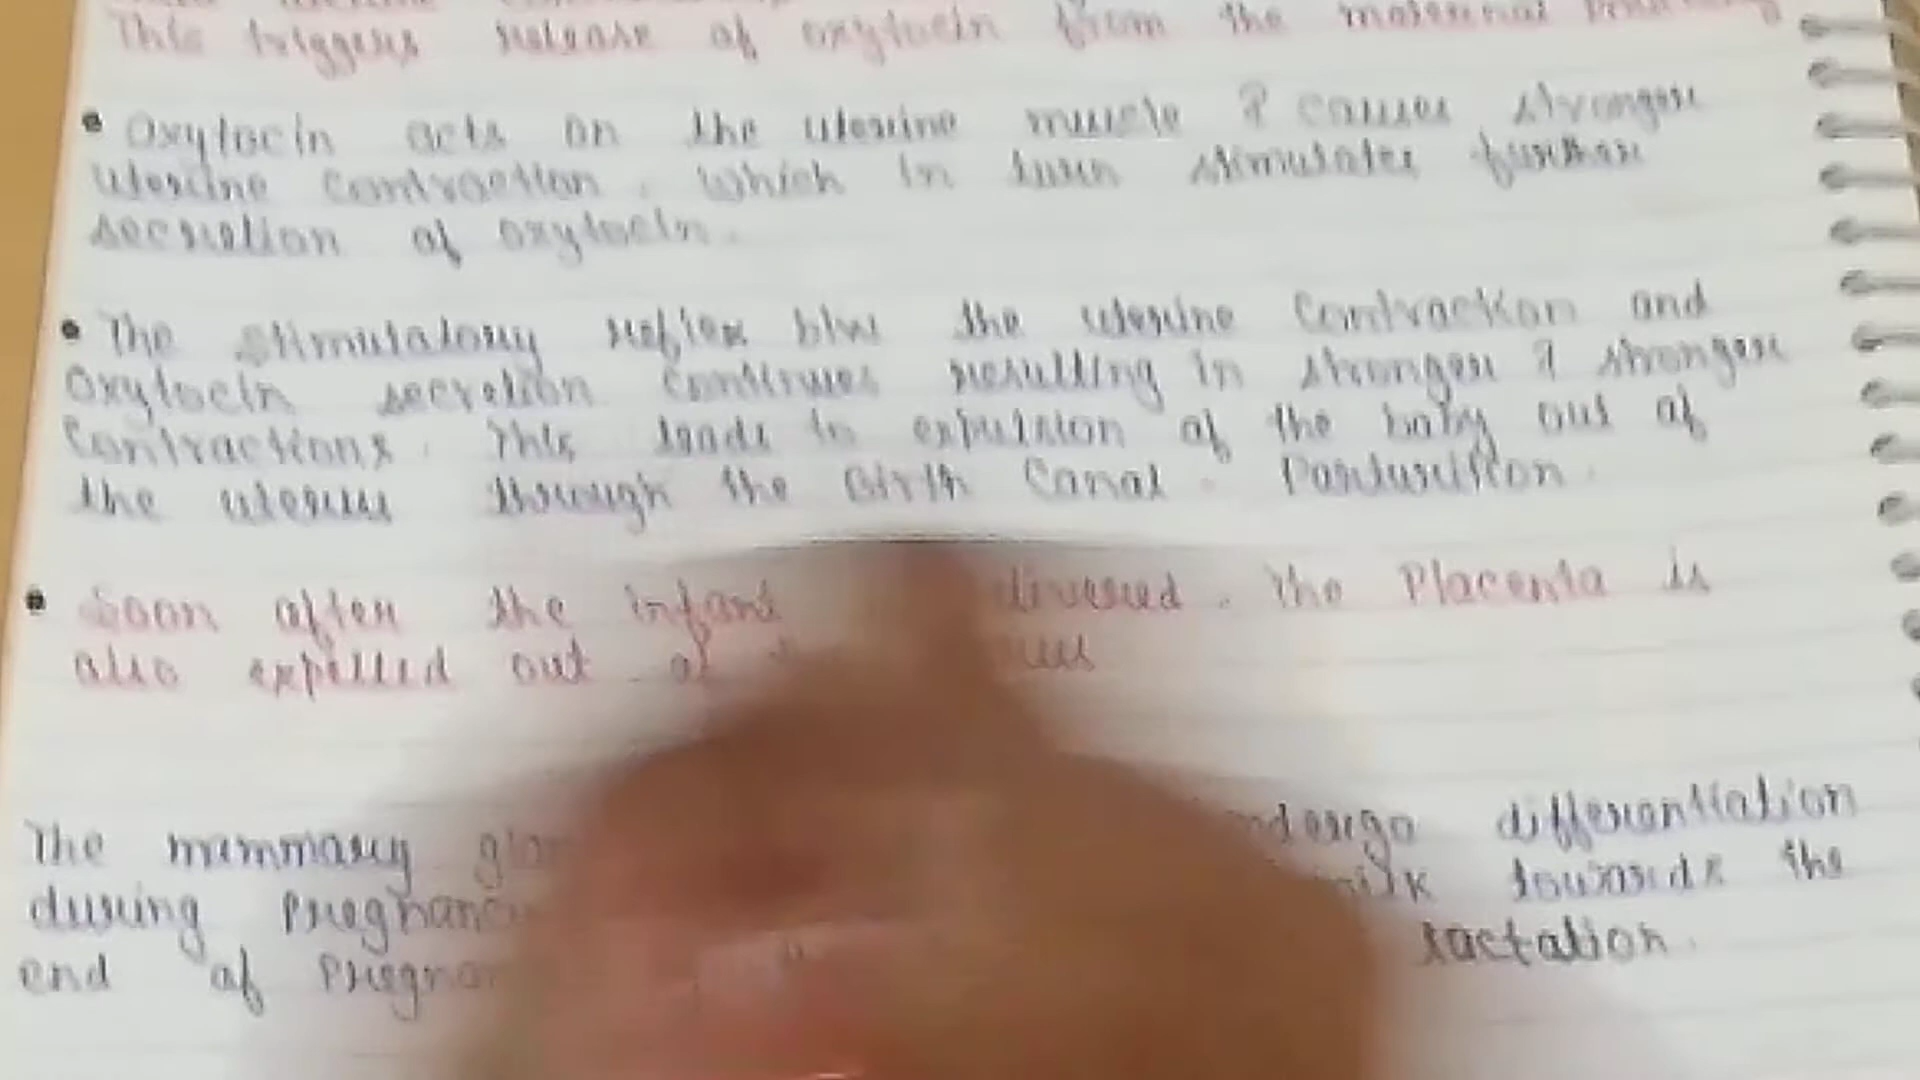 This triggers release of oxytocin from the maternal
• Oxytocin acts on the uterine muscle & causes stronger
uterine contraction, which in turn stimulates further
secretion of oxytocin.
• The stimulatory reflex b/w the uterine contraction and
oxytocin secretion continues resulting in stronger & stronger
contractions. This leads to expulsion of the baby out of
the uterus through the birth canal - Parturition.
• Soon after the infant the Placenta is
also expelled out of
The mammary differentiation
during milk towards the
end of lactation.